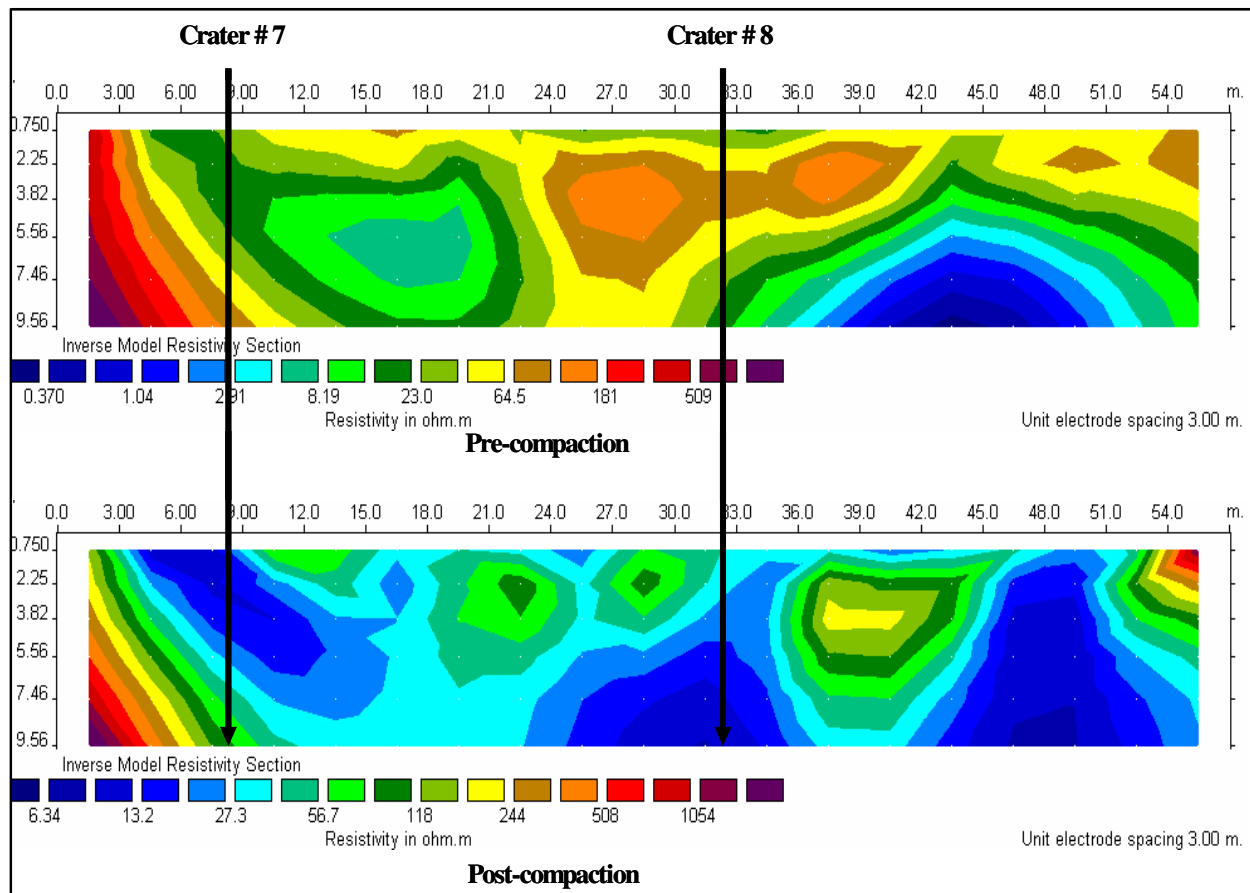 Crater # 7 Crater # 8
0.0 3.00 6.00 9.00 12.0 15.0 18.0 21.0 24.0 27.0 30.0 33.0 36.0 39.0 42.0 45.0 48.0 51.0 54.0 m.
0.750
2.25
3.82
5.56
7.46
9.56
Inverse Model Resistivity Section
0.370 1.04 2.91 8.19 23.0 64.5 181 509
Resistivity in ohm.m Unit electrode spacing 3.00 m.
Pre-compaction
0.0 3.00 6.00 9.00 12.0 15.0 18.0 21.0 24.0 27.0 30.0 33.0 36.0 39.0 42.0 45.0 48.0 51.0 54.0 m.
0.750
2.25
3.82
5.56
7.46
9.56
Inverse Model Resistivity Section
6.34 13.2 27.3 56.7 118 244 508 1054
Resistivity in ohm.m Unit electrode spacing 3.00 m.
Post-compaction